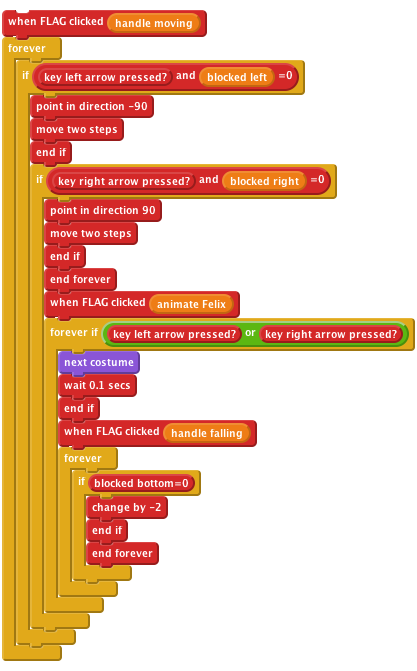 when FLAG clicked handle moving
forever
if key left arrow pressed? and blocked left =0
point in direction -90
move two steps
end if
if key right arrow pressed? and blocked right =0
point in direction 90
move two steps
end if
end forever
when FLAG clicked animate Felix
forever if key left arrow pressed? or key right arrow pressed?
next costume
wait 0.1 secs
end if
when FLAG clicked handle falling
forever
if blocked bottom=0
change by -2
end if
end forever